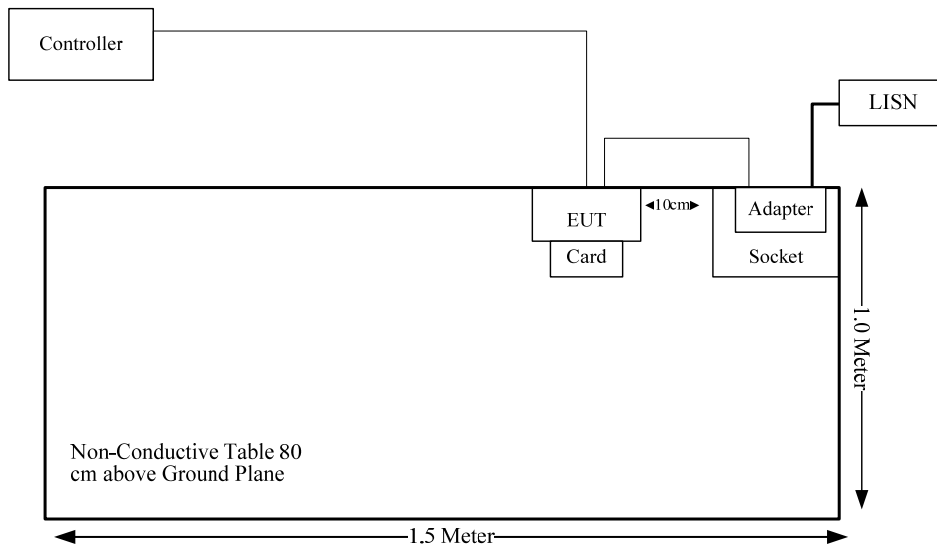 Controller
LISN
10cm
Adapter
EUT
Card
Socket
1.0 Meter
Non-Conductive Table 80
cm above Ground Plane
1.5 Meter